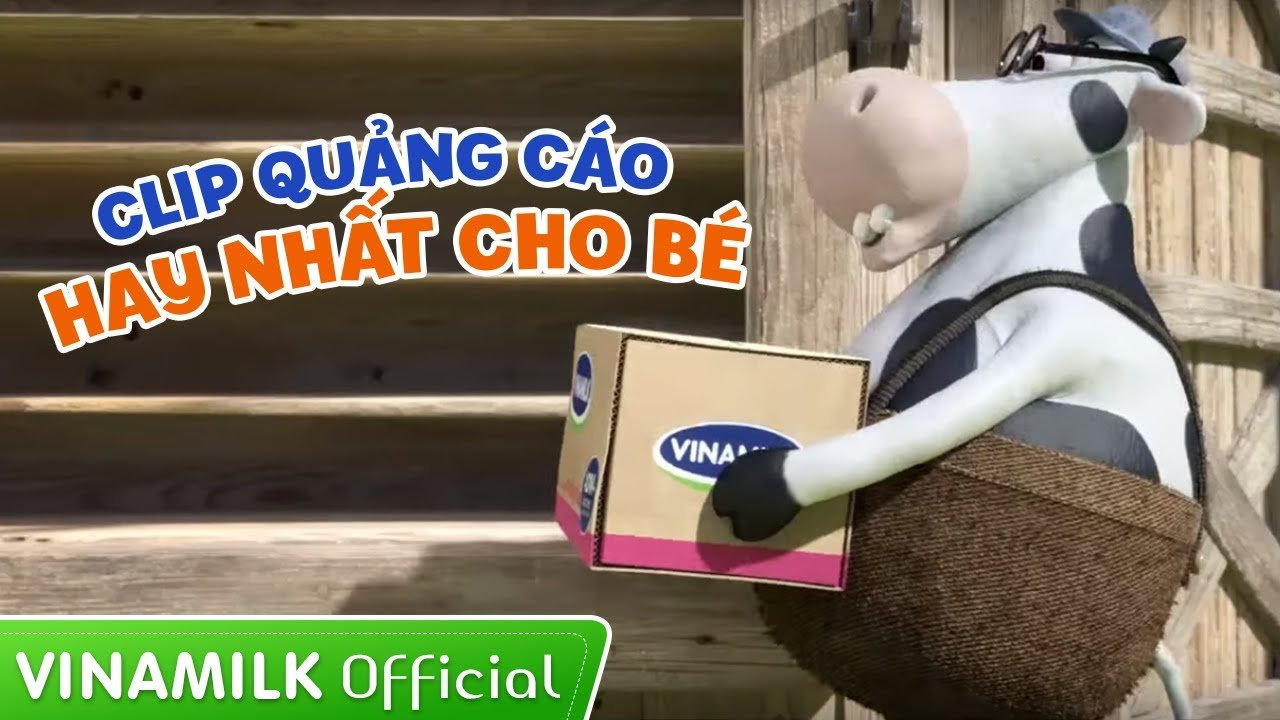 CLIP QUẢNG CÁO
HAY NHẤT CHO BÉ
VINAMILK
VINAMILK Official